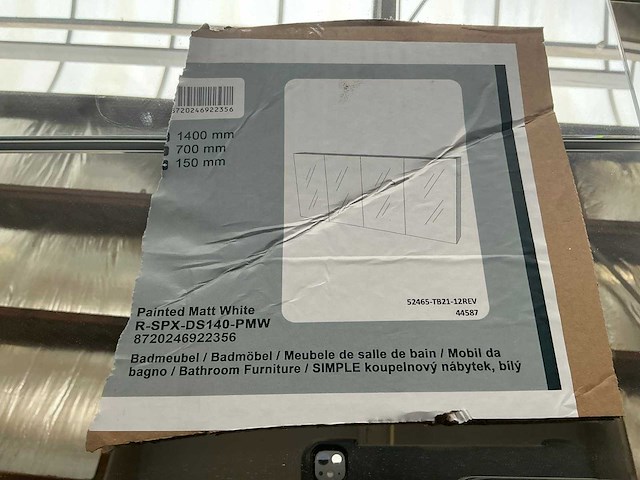 8720246922356
1400 mm
700 mm
150 mm
52465-TB21-12REV
44587
Painted Matt White
R-SPX-DS140-PMW
8720246922356
Badmeubel / Badmöbel / Meubele de salle de bain / Mobil da
bagno / Bathroom Furniture / SIMPLE koupelnový nábytek, bílý